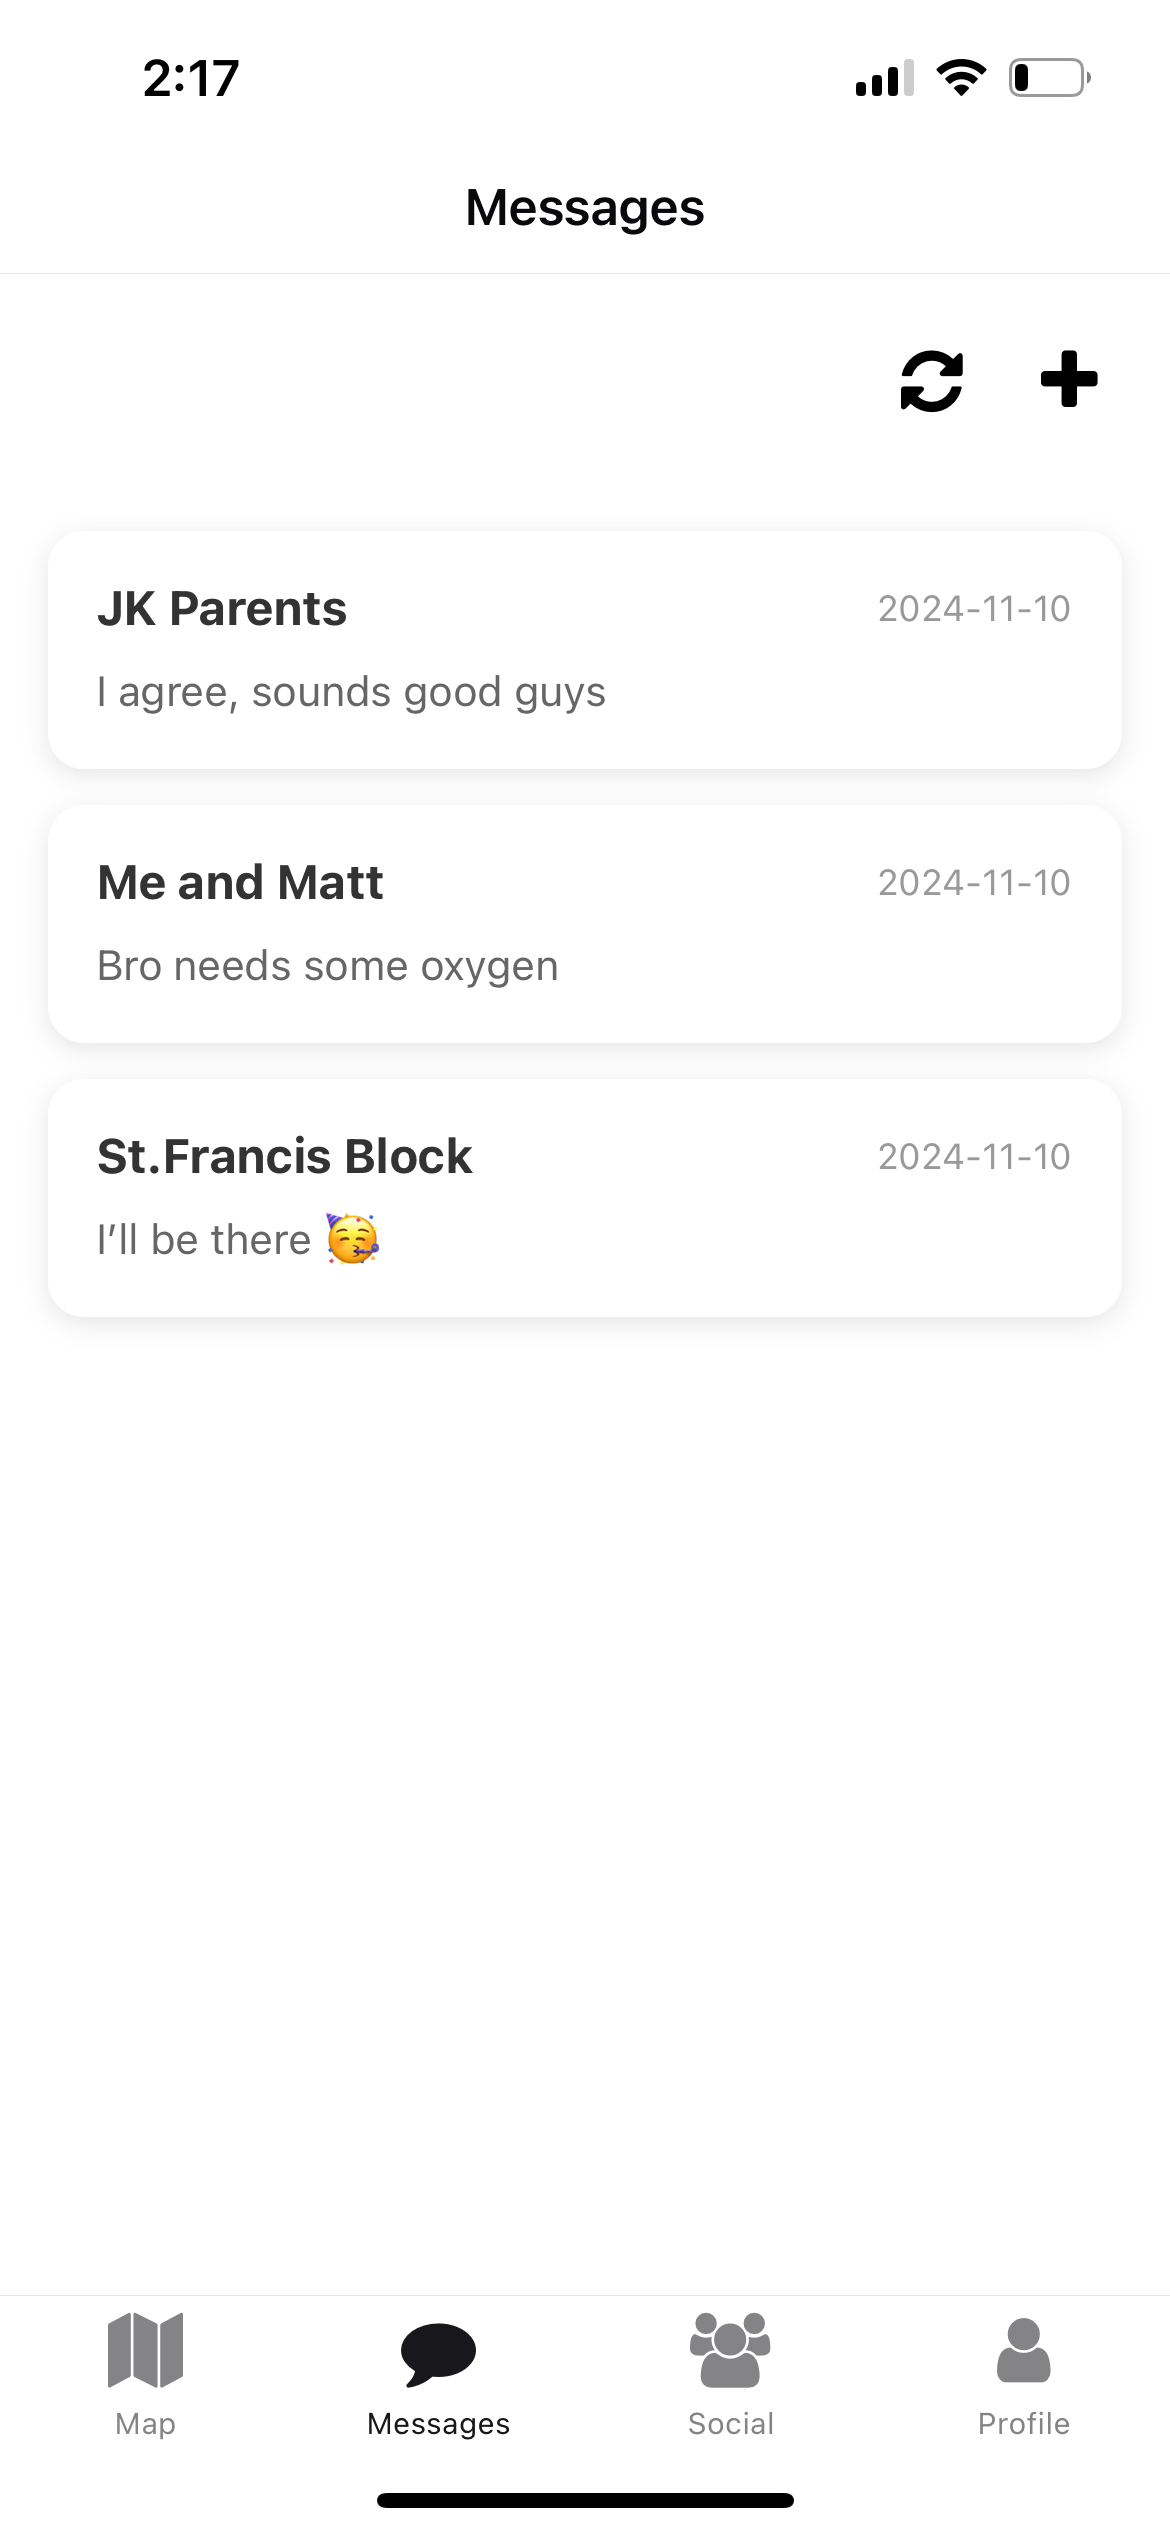 2:17
Messages
JK Parents 2024-11-10
I agree, sounds good guys
Me and Matt 2024-11-10
Bro needs some oxygen
St.Francis Block 2024-11-10
I’ll be there 🥳
Map Messages Social Profile